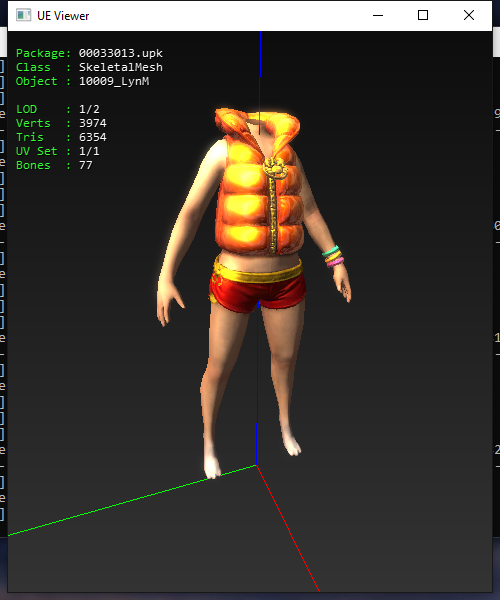 UE Viewer
Package: 00033013.upk
Class : SkeletalMesh
Object : 10009_LynM
LOD : 1/2
Verts : 3974
Tris : 6354
UV Set : 1/1
Bones : 77